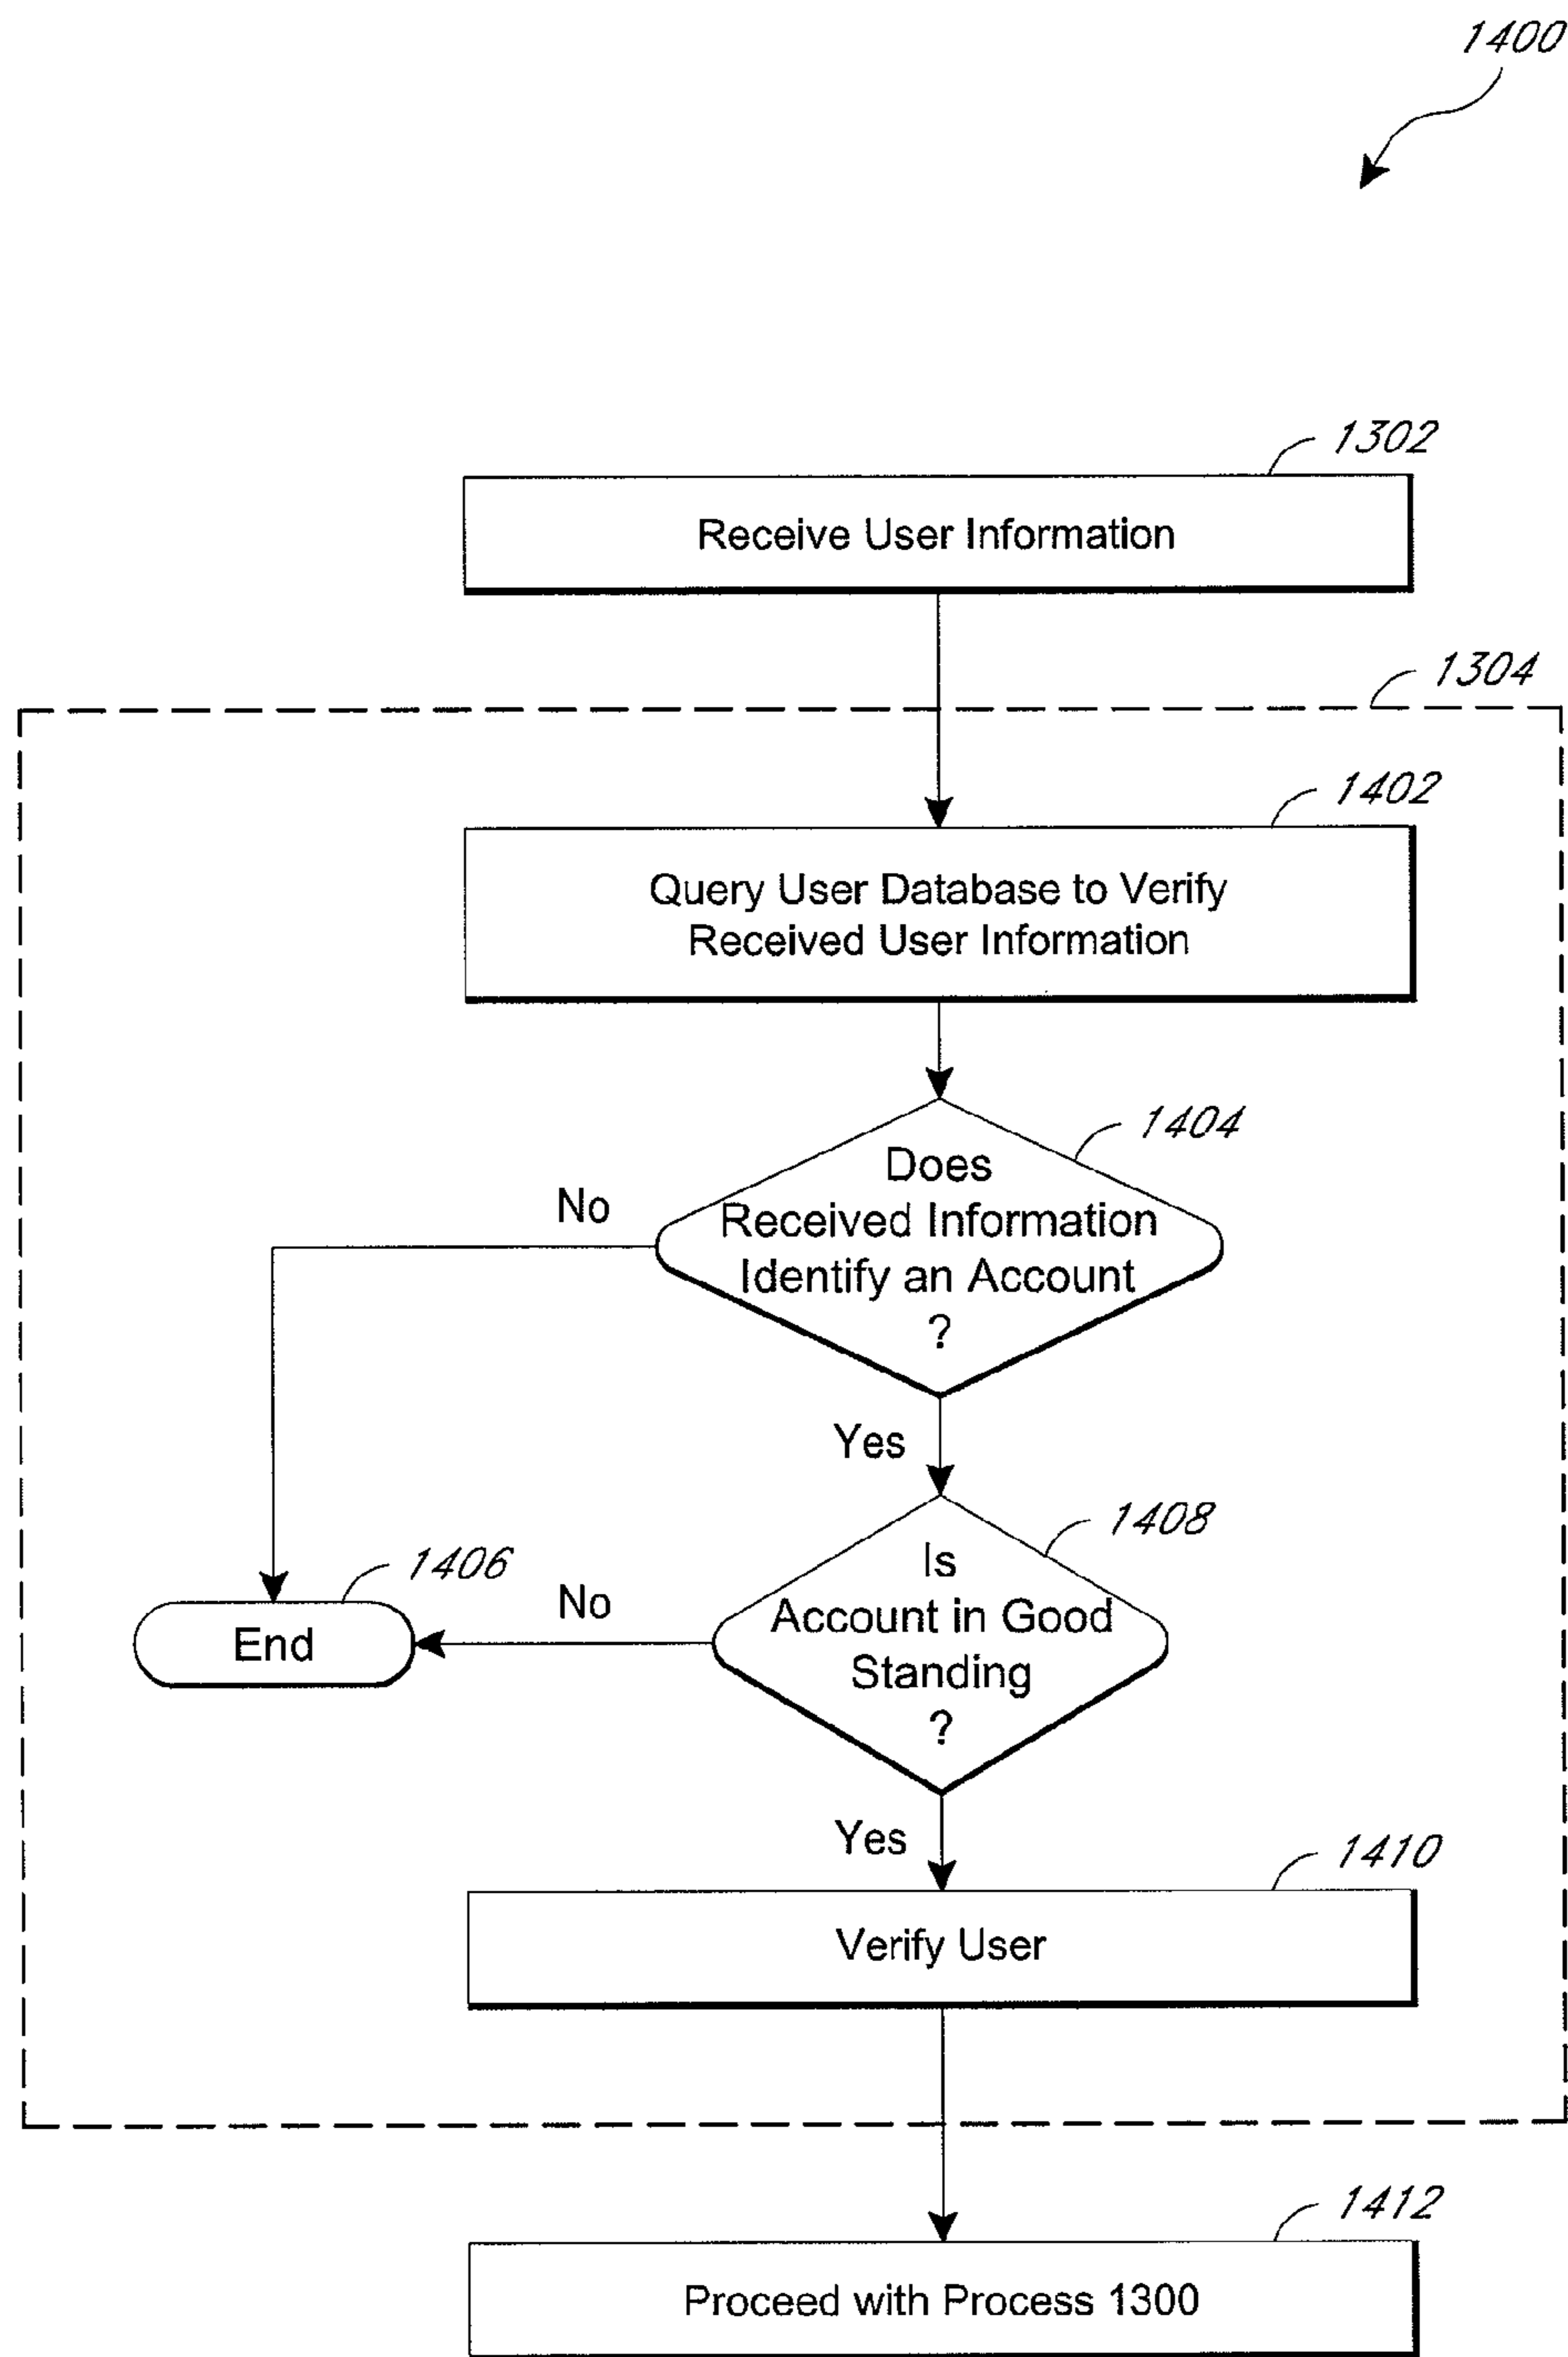 1400
1302
Receive User Information
1304
1402
Query User Database to Verify
Received User Information
1404
Does
Received Information
Identify an Account
?
No
Yes
1408
Is
Account in Good
Standing
?
1406
End
No
Yes
1410
Verify User
1412
Proceed with Process 1300